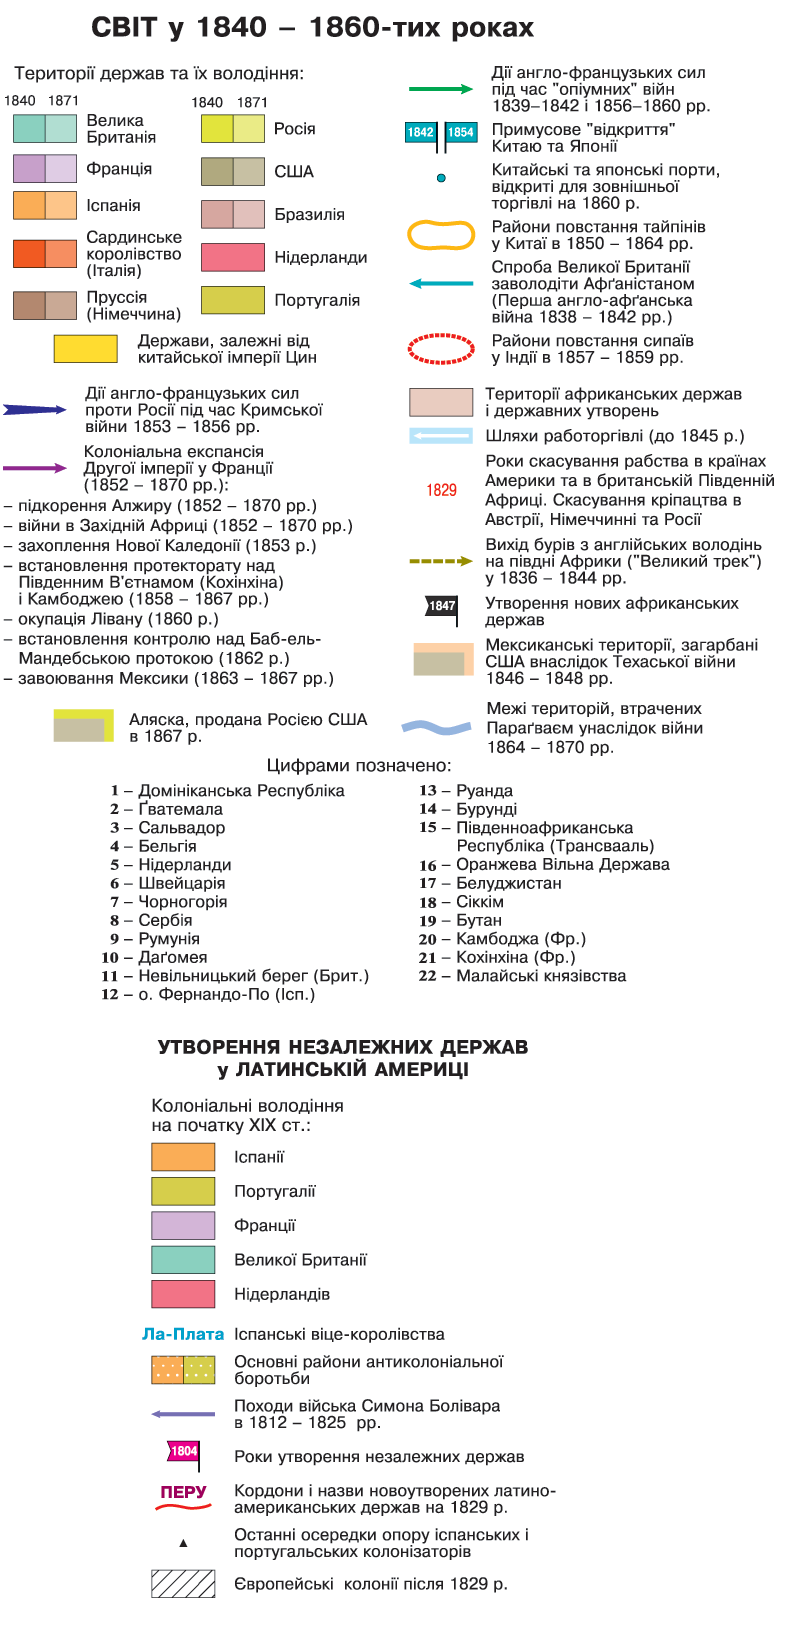 СВІТ у 1840 – 1860-тих роках
Території держав та їх володіння:
1840 1871
Велика
Британія
Франція
Іспанія
Сардинське
королівство
(Італія)
Пруссія
(Німеччина)
1840 1871
Росія
США
Бразилія
Нідерланди
Португалія
Держави, залежні від
китайської імперії Цин
Дії англо-французьких сил
проти Росії під час Кримської
війни 1853 – 1856 рр.
Колоніальна експансія
Другої імперії у Франції
(1852 – 1870 рр.):
– підкорення Алжиру (1852 – 1870 рр.)
– війни в Західній Африці (1852 – 1870 рр.)
– захоплення Нової Каледонії (1853 р.)
– встановлення протекторату над
Південним В'єтнамом (Кохінхіна)
і Камбоджею (1858 – 1867 рр.)
– окупація Лівану (1860 р.)
– встановлення контролю над Баб-ель-
Мандебською протокою (1862 р.)
– завоювання Мексики (1863 – 1867 рр.)
Аляска, продана Росією США
в 1867 р.
Дії англо-французьких сил
під час "опіумних" війн
1839–1842 і 1856–1860 рр.
1842 1854
Примусове "відкриття"
Китаю та Японії
Китайські та японські порти,
відкриті для зовнішньої
торгівлі на 1860 р.
Райони повстання тайпінів
у Китаї в 1850 – 1864 рр.
Спроба Великої Британії
заволодіти Афґаністаном
(Перша англо-афґанська
війна 1838 – 1842 рр.)
Райони повстання сипаїв
у Індії в 1857 – 1859 рр.
Території африканських держав
і державних утворень
Шляхи работоргівлі (до 1845 р.)
1829
Роки скасування рабства в країнах
Америки та в британській Південній
Африці. Скасування кріпацтва в
Австрії, Німеччинні та Росії
Вихід бурів з англійських володінь
на півдні Африки ("Великий трек")
у 1836 – 1844 рр.
1847
Утворення нових африканських
держав
Мексиканські території, загарбані
США внаслідок Техаської війни
1846 – 1848 рр.
Межі територій, втрачених
Параґваєм унаслідок війни
1864 – 1870 рр.
Цифрами позначено:
1 – Домініканська Республіка
2 – Ґватемала
3 – Сальвадор
4 – Бельгія
5 – Нідерланди
6 – Швейцарія
7 – Чорногорія
8 – Сербія
9 – Румунія
10 – Даґомея
11 – Невільницький берег (Брит.)
12 – о. Фернандо-По (Ісп.)
13 – Руанда
14 – Бурунді
15 – Південноафриканська
Республіка (Трансвааль)
16 – Оранжева Вільна Держава
17 – Белуджистан
18 – Сіккім
19 – Бутан
20 – Камбоджа (Фр.)
21 – Кохінхіна (Фр.)
22 – Малайські князівства
УТВОРЕННЯ НЕЗАЛЕЖНИХ ДЕРЖАВ
у ЛАТИНСЬКІЙ АМЕРИЦІ
Колоніальні володіння
на початку XIX ст.:
Іспанії
Португалії
Франції
Великої Британії
Нідерландів
Ла-Плата Іспанські віце-королівства
Основні райони антиколоніальної
боротьби
Походи війська Симона Болівара
в 1812 – 1825 рр.
1804
Роки утворення незалежних держав
ПЕРУ
Кордони і назви новоутворених латино-
американських держав на 1829 р.
Останні осередки опору іспанських і
португальських колонізаторів
Європейські колонії після 1829 р.